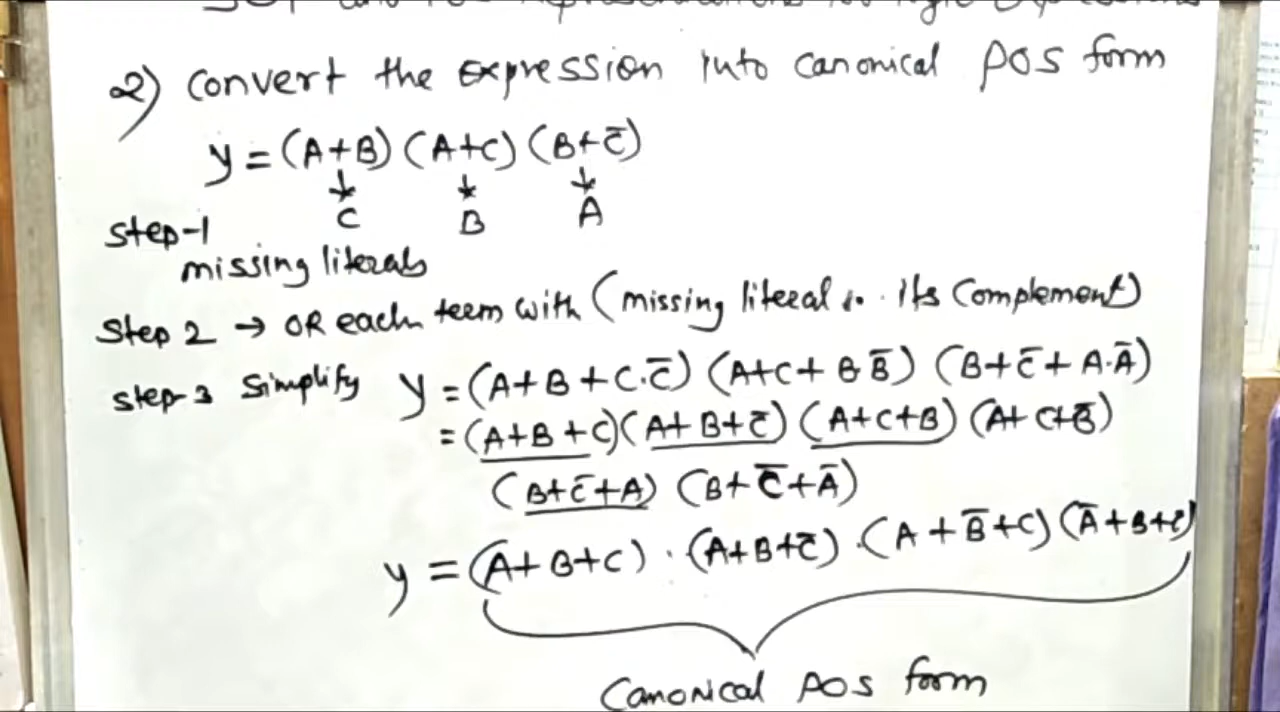 2) Convert the expression into canonical POS form
y = (A+B) (A+C) (B+C̅)
↓ ↓ ↓
C B A
Step-1
missing literals
Step 2 → OR each term with (missing literal . its Complement)
Step-3 Simplify y = (A+B+C.C̅) (A+C+B B̅) (B+C̅+A.A̅)
= (A+B+C)(A+B+C̅) (A+C+B) (A+C+B̅)
(B+C̅+A) (B+C̅+A̅)
y = (A+B+C) . (A+B+C̅) . (A+B̅+C) (A̅+B+C̅)
Canonical POS form